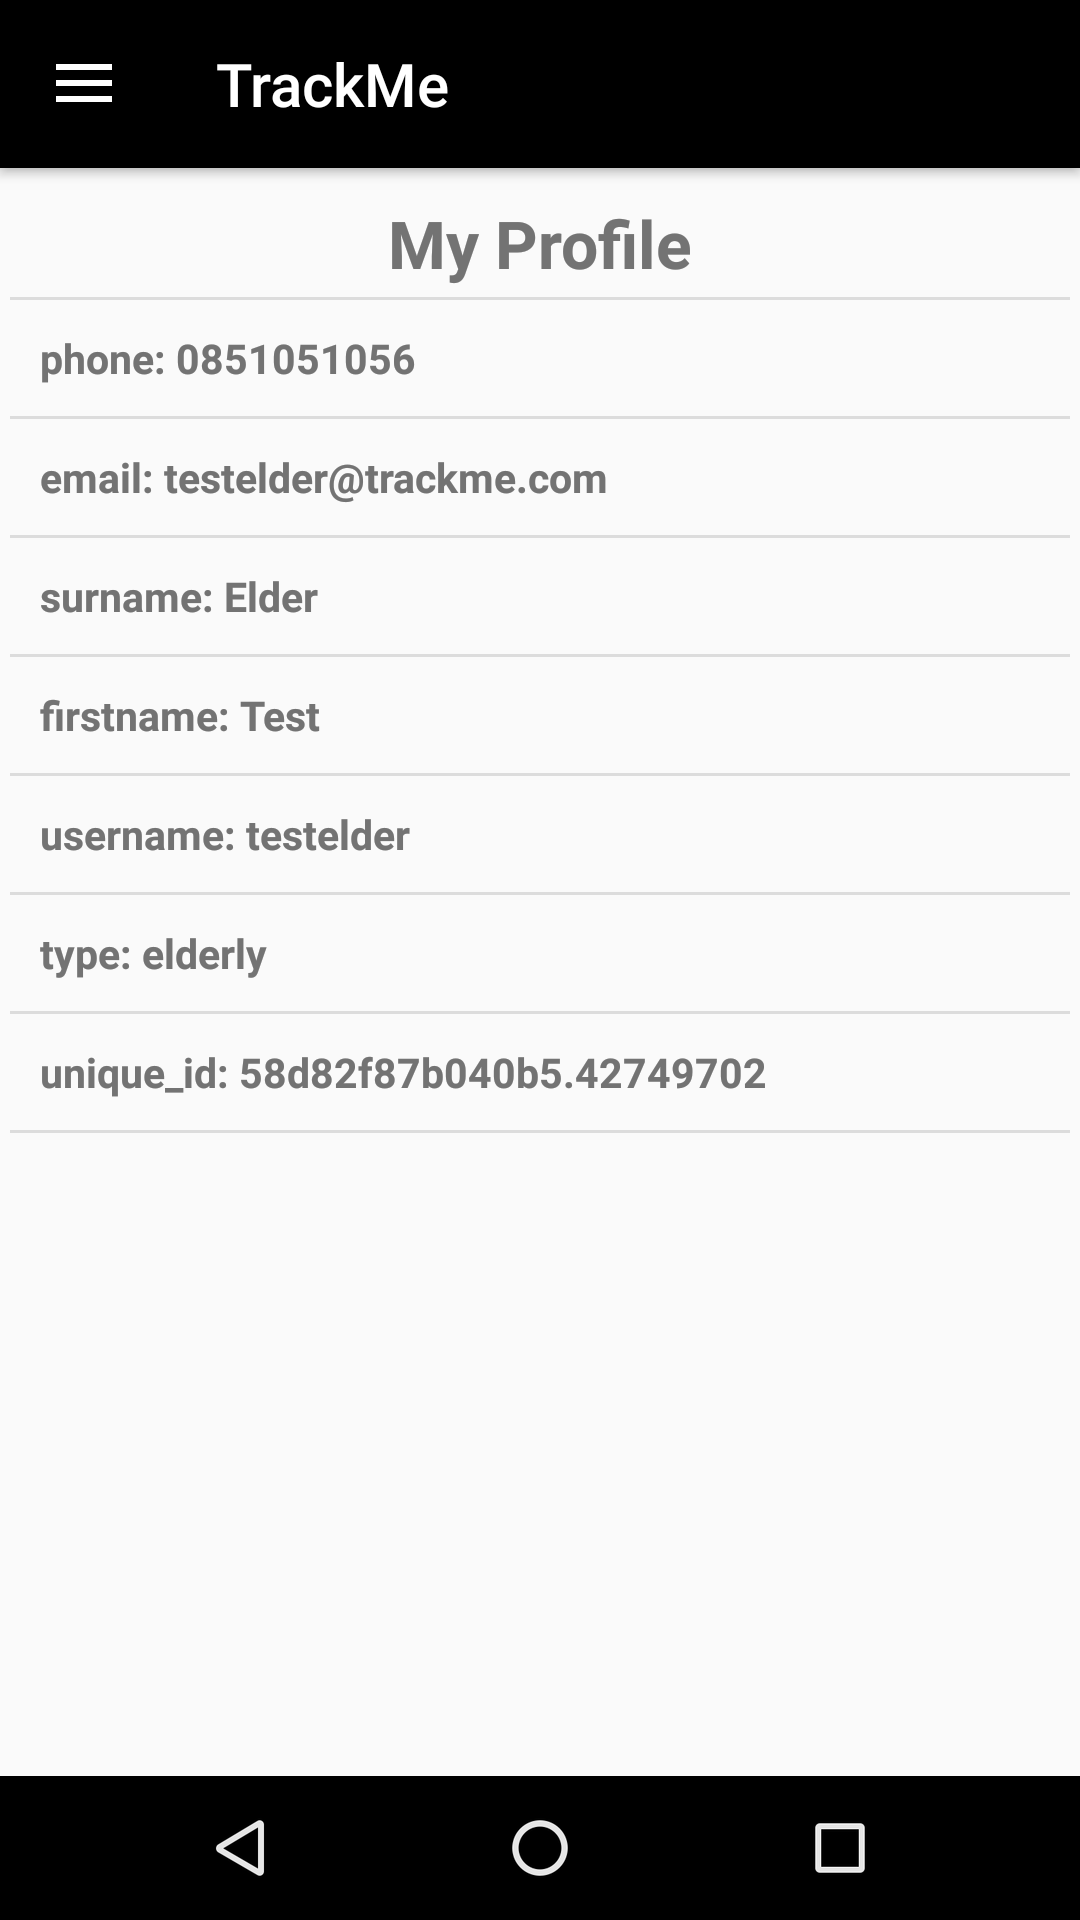 TrackMe
My Profile
phone: 0851051056
email: testelder@trackme.com
surname: Elder
firstname: Test
username: testelder
type: elderly
unique_id: 58d82f87b040b5.42749702